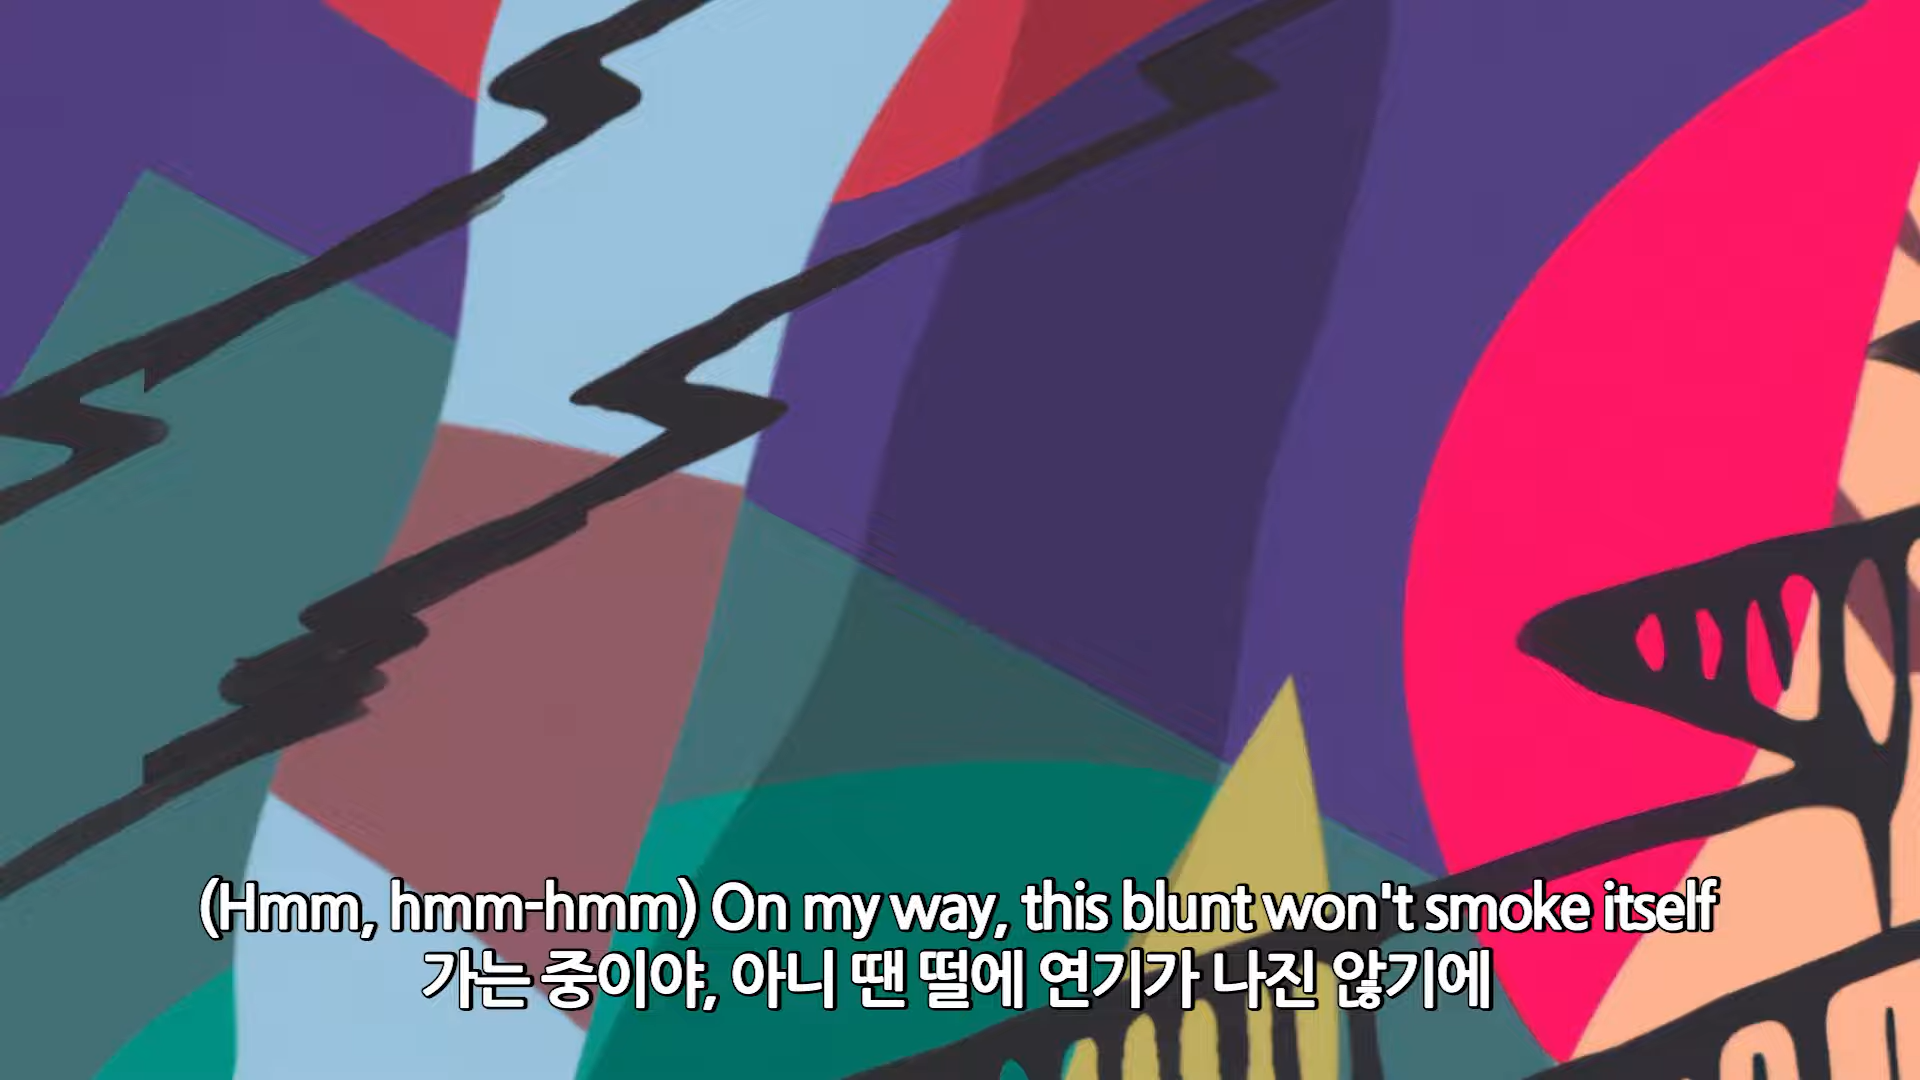 (Hmm, hmm-hmm) On my way, this blunt won't smoke itself
가는 중이야, 아니 땐 떨에 연기가 나진 않기에